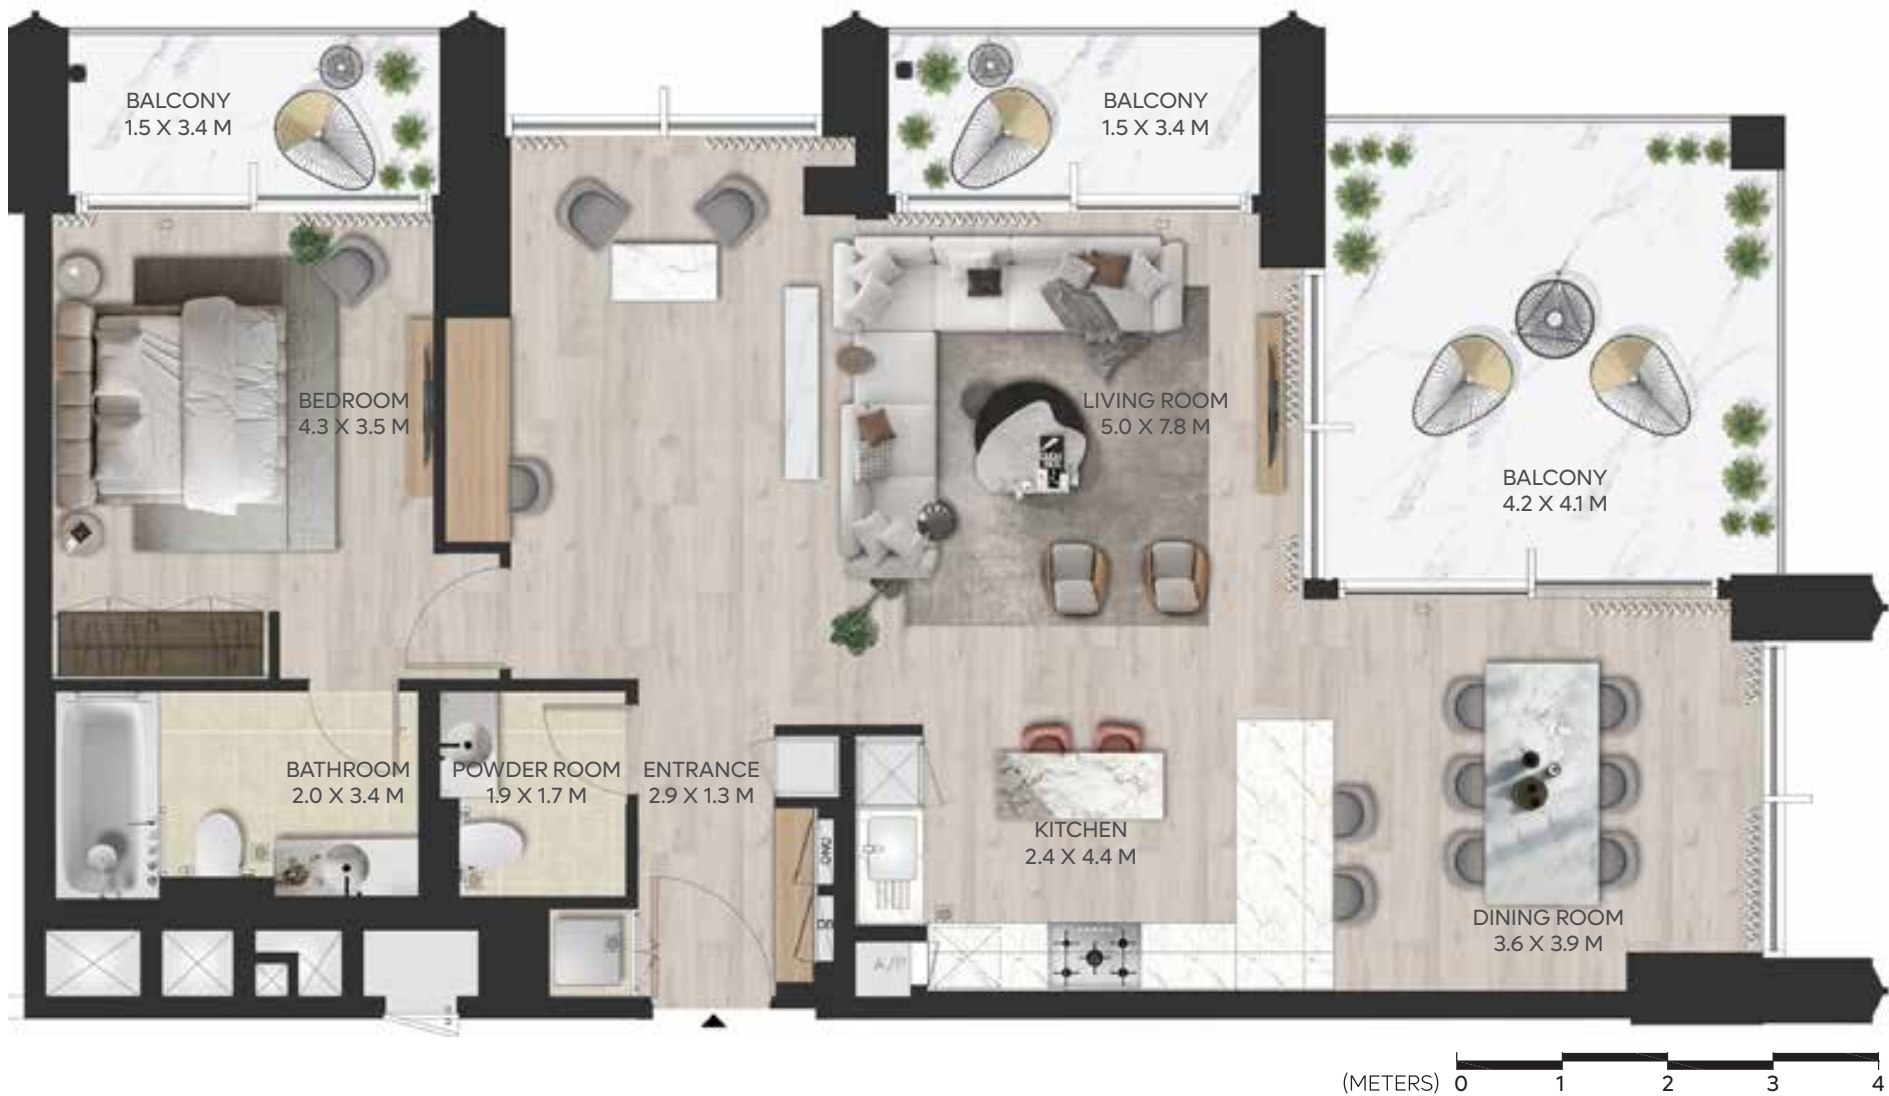 BALCONY
1.5 X 3.4 M
BALCONY
1.5 X 3.4 M
BEDROOM
4.3 X 3.5 M
LIVING ROOM
5.0 X 7.8 M
BALCONY
4.2 X 4.1 M
BATHROOM
2.0 X 3.4 M
POWDER ROOM
1.9 X 1.7 M
ENTRANCE
2.9 X 1.3 M
KITCHEN
2.4 X 4.4 M
DINING ROOM
3.6 X 3.9 M
A/P
(METERS) 0 1 2 3 4